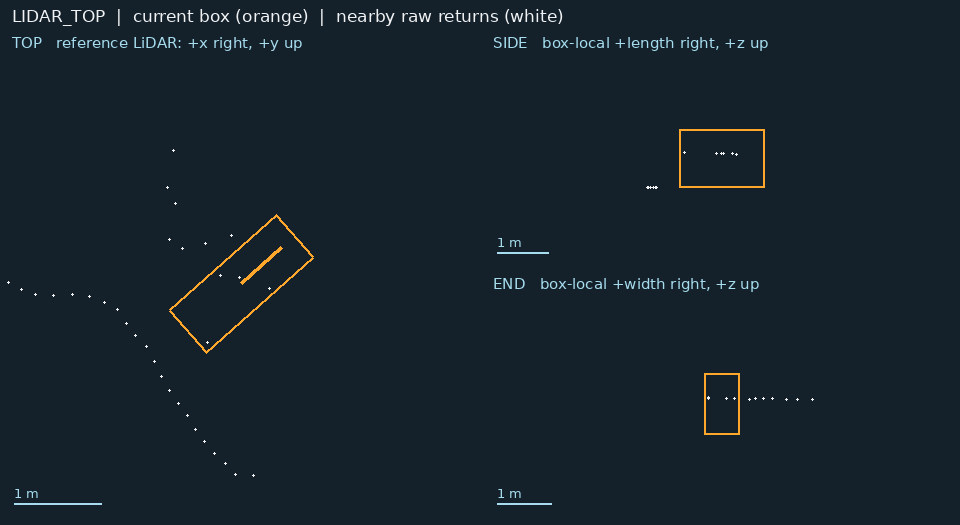 LIDAR_TOP | current box (orange) | nearby raw returns (white)
TOP reference LiDAR: +x right, +y up
SIDE box-local +length right, +z up
1 m
END box-local +width right, +z up
1 m
1 m